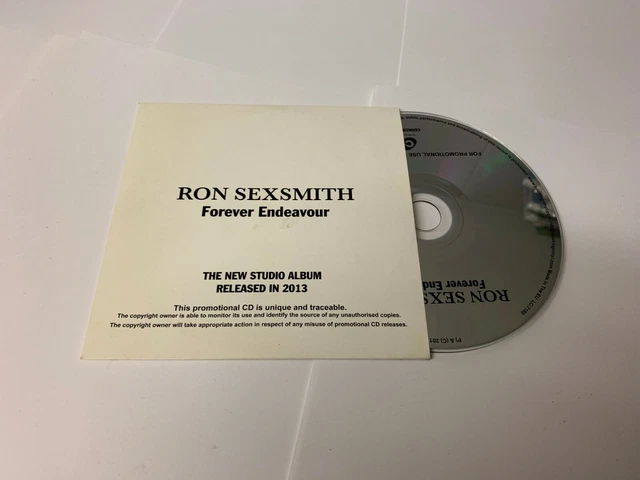 RON SEXSMITH
Forever Endeavour
THE NEW STUDIO ALBUM
RELEASED IN 2013
This promotional CD is unique and traceable.
The copyright owner is able to monitor its use and identify the source of any unauthorised copies.
The copyright owner will take appropriate action in respect of any misuse of promotional CD releases.
FOR PROMOTIONAL USE
RON SEXS
Forever End